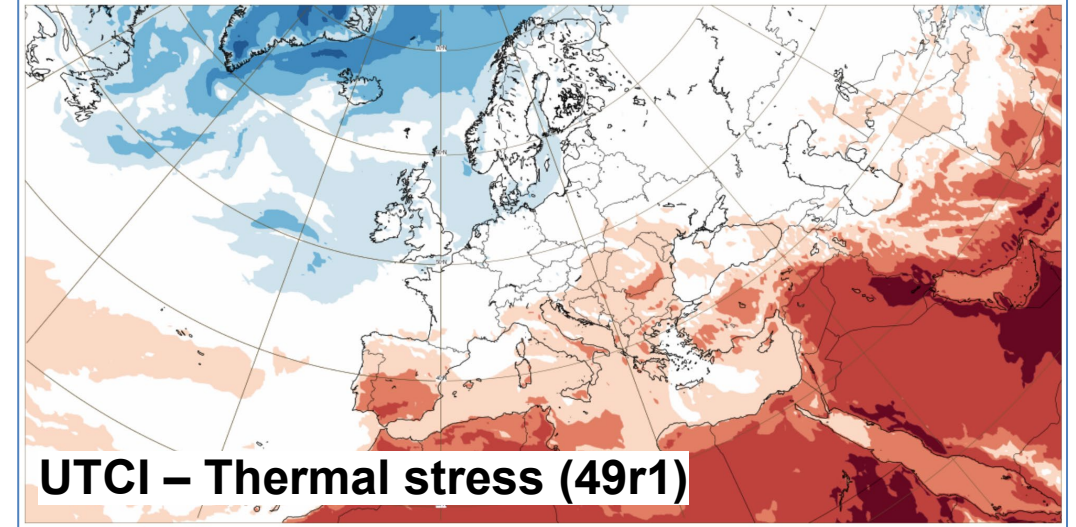 UTCI – Thermal stress (49r1)